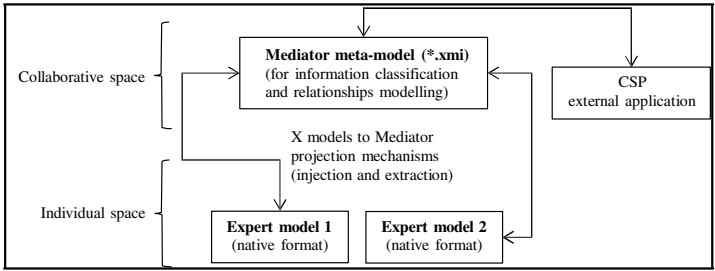 Mediator meta-model (*.xmi)
(for information classification
and relationships modelling)
Collaborative space
CSP
external application
X models to Mediator
projection mechanisms
(injection and extraction)
Individual space
Expert model 1
(native format)
Expert model 2
(native format)